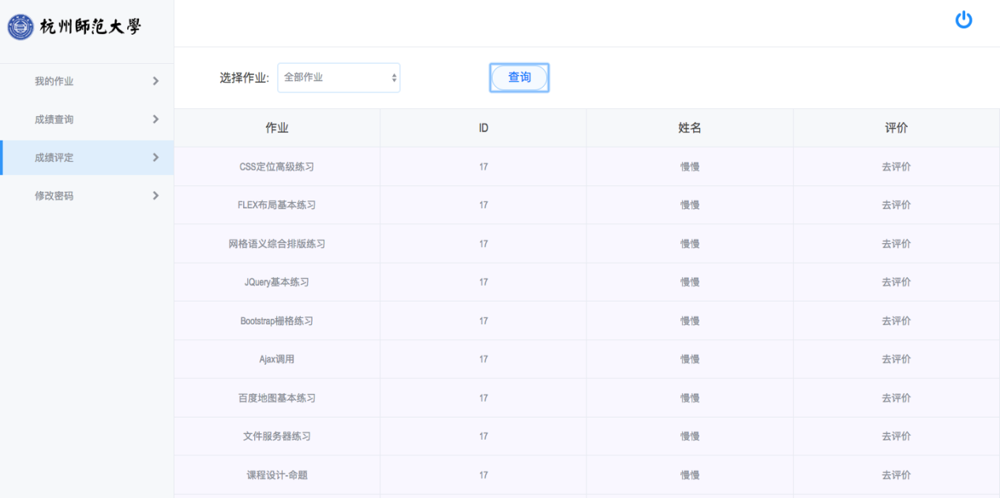 杭州師范大學
我的作业
成绩查询
成绩评定
修改密码
选择作业: 全部作业 查询
作业 ID 姓名 评价
CSS定位高级练习 17 慢慢 去评价
FLEX布局基本练习 17 慢慢 去评价
网格语义综合排版练习 17 慢慢 去评价
JQuery基本练习 17 慢慢 去评价
Bootstrap栅格练习 17 慢慢 去评价
Ajax调用 17 慢慢 去评价
百度地图基本练习 17 慢慢 去评价
文件服务器练习 17 慢慢 去评价
课程设计-命题 17 慢慢 去评价